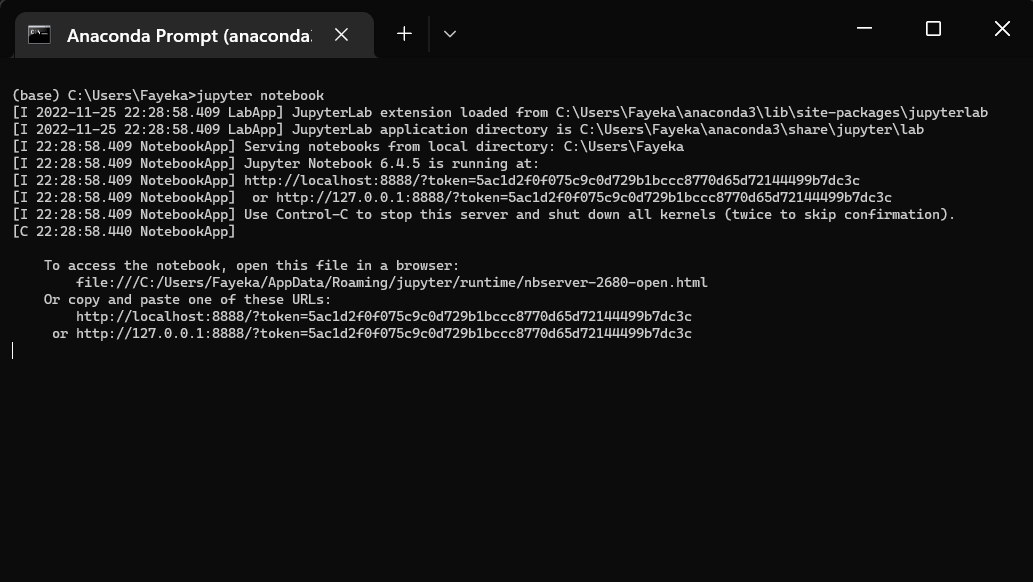 Anaconda Prompt (anaconda
(base) C:\Users\Fayeka>jupyter notebook
[I 2022-11-25 22:28:58.409 LabApp] JupyterLab extension loaded from C:\Users\Fayeka\anaconda3\lib\site-packages\jupyterlab
[I 2022-11-25 22:28:58.409 LabApp] JupyterLab application directory is C:\Users\Fayeka\anaconda3\share\jupyter\lab
[I 22:28:58.409 NotebookApp] Serving notebooks from local directory: C:\Users\Fayeka
[I 22:28:58.409 NotebookApp] Jupyter Notebook 6.4.5 is running at:
[I 22:28:58.409 NotebookApp] http://localhost:8888/?token=5ac1d2f0f075c9c0d729b1bccc8770d65d72144499b7dc3c
[I 22:28:58.409 NotebookApp]  or http://127.0.0.1:8888/?token=5ac1d2f0f075c9c0d729b1bccc8770d65d72144499b7dc3c
[I 22:28:58.409 NotebookApp] Use Control-C to stop this server and shut down all kernels (twice to skip confirmation).
[C 22:28:58.440 NotebookApp]
To access the notebook, open this file in a browser:
file:///C:/Users/Fayeka/AppData/Roaming/jupyter/runtime/nbserver-2680-open.html
Or copy and paste one of these URLs:
http://localhost:8888/?token=5ac1d2f0f075c9c0d729b1bccc8770d65d72144499b7dc3c
or http://127.0.0.1:8888/?token=5ac1d2f0f075c9c0d729b1bccc8770d65d72144499b7dc3c